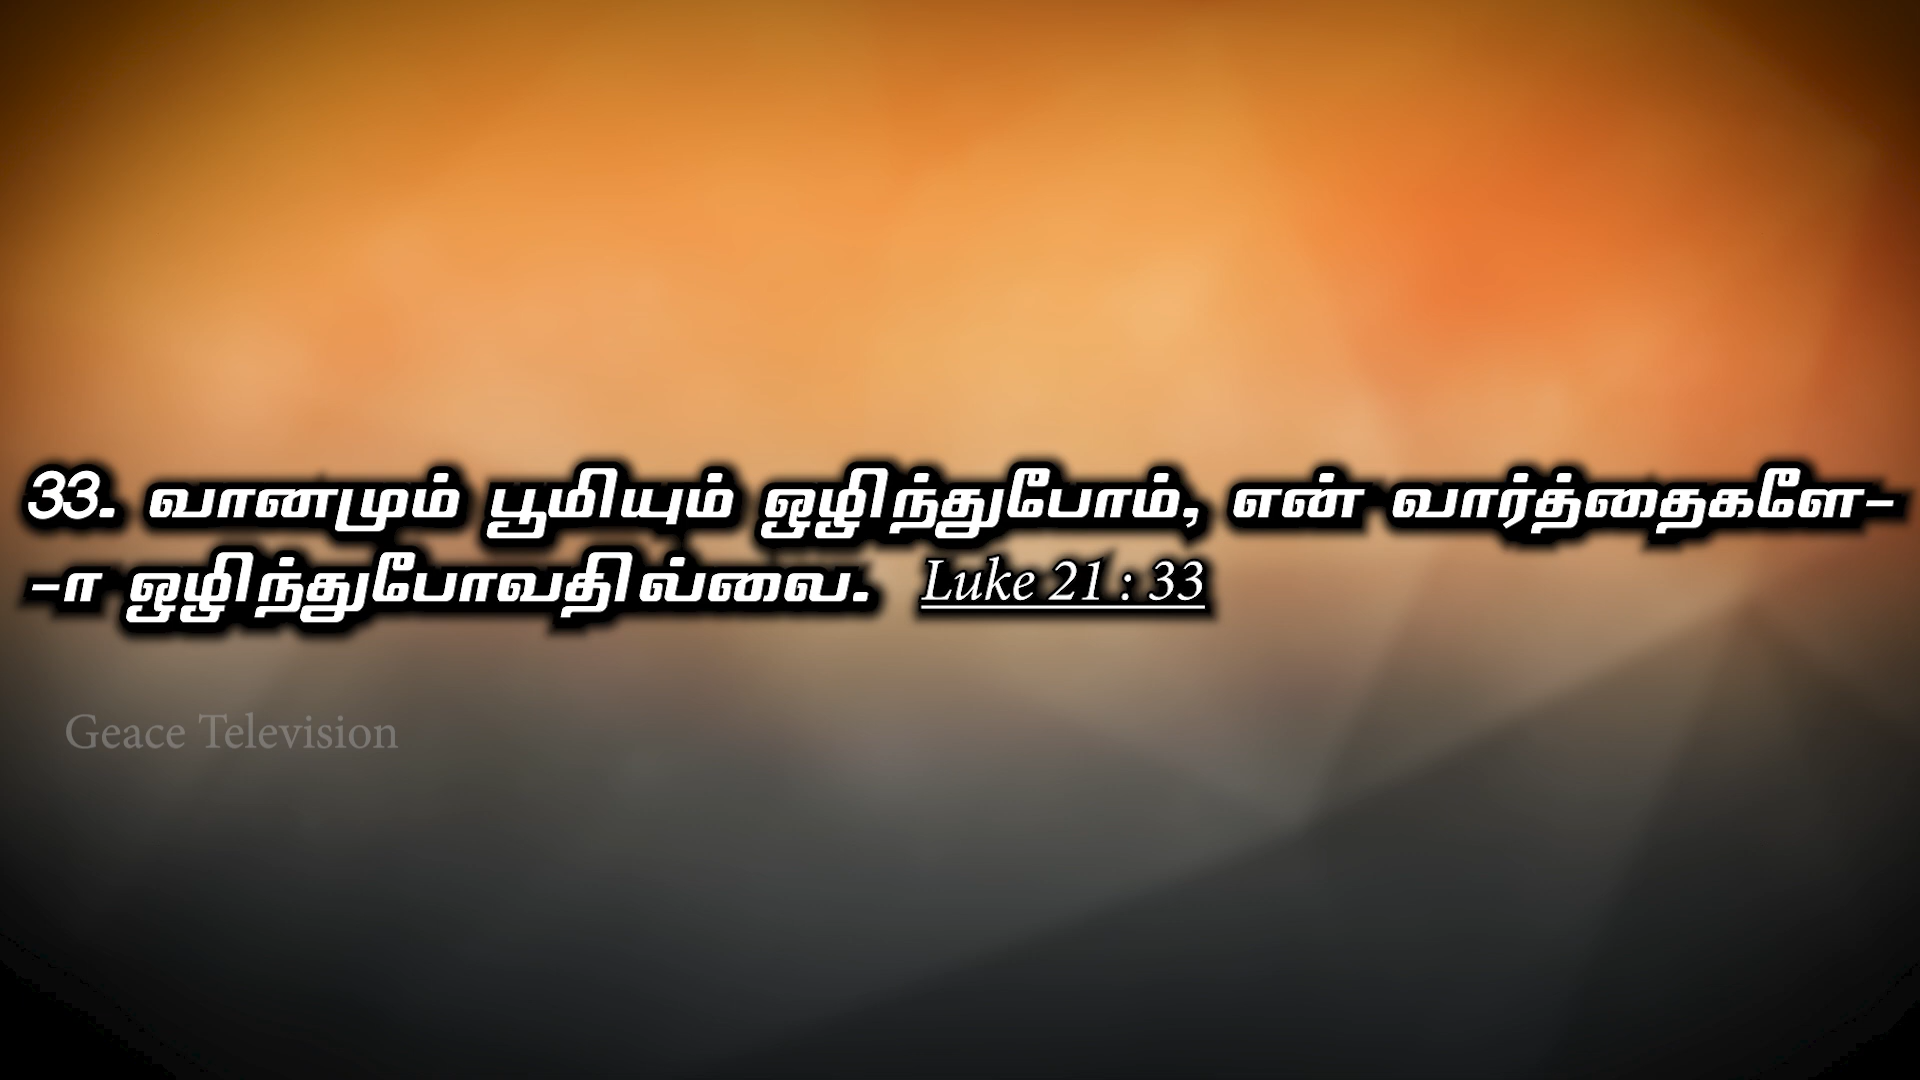 33. வானமும் பூமியும் ஒழிந்துபோம், என் வார்த்தைகளே-
-ா ஒழிந்துபோவதில்லை. Luke 21 : 33
Geace Television